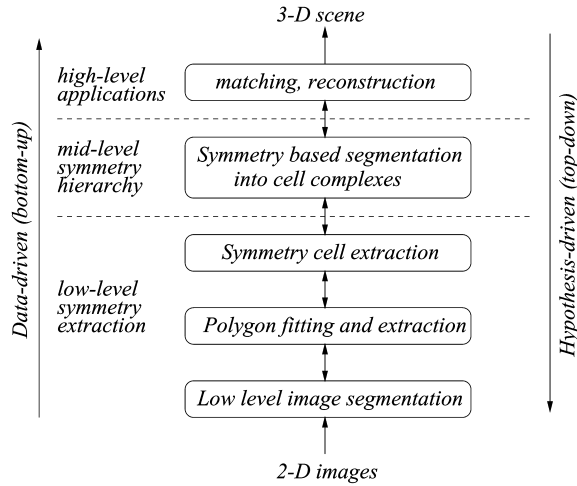 3-D scene
high-level
applications
matching, reconstruction
mid-level
symmetry
hierarchy
Symmetry based segmentation
into cell complexes
Symmetry cell extraction
low-level
symmetry
extraction
Polygon fitting and extraction
Low level image segmentation
2-D images
Data-driven (bottom-up)
Hypothesis-driven (top-down)